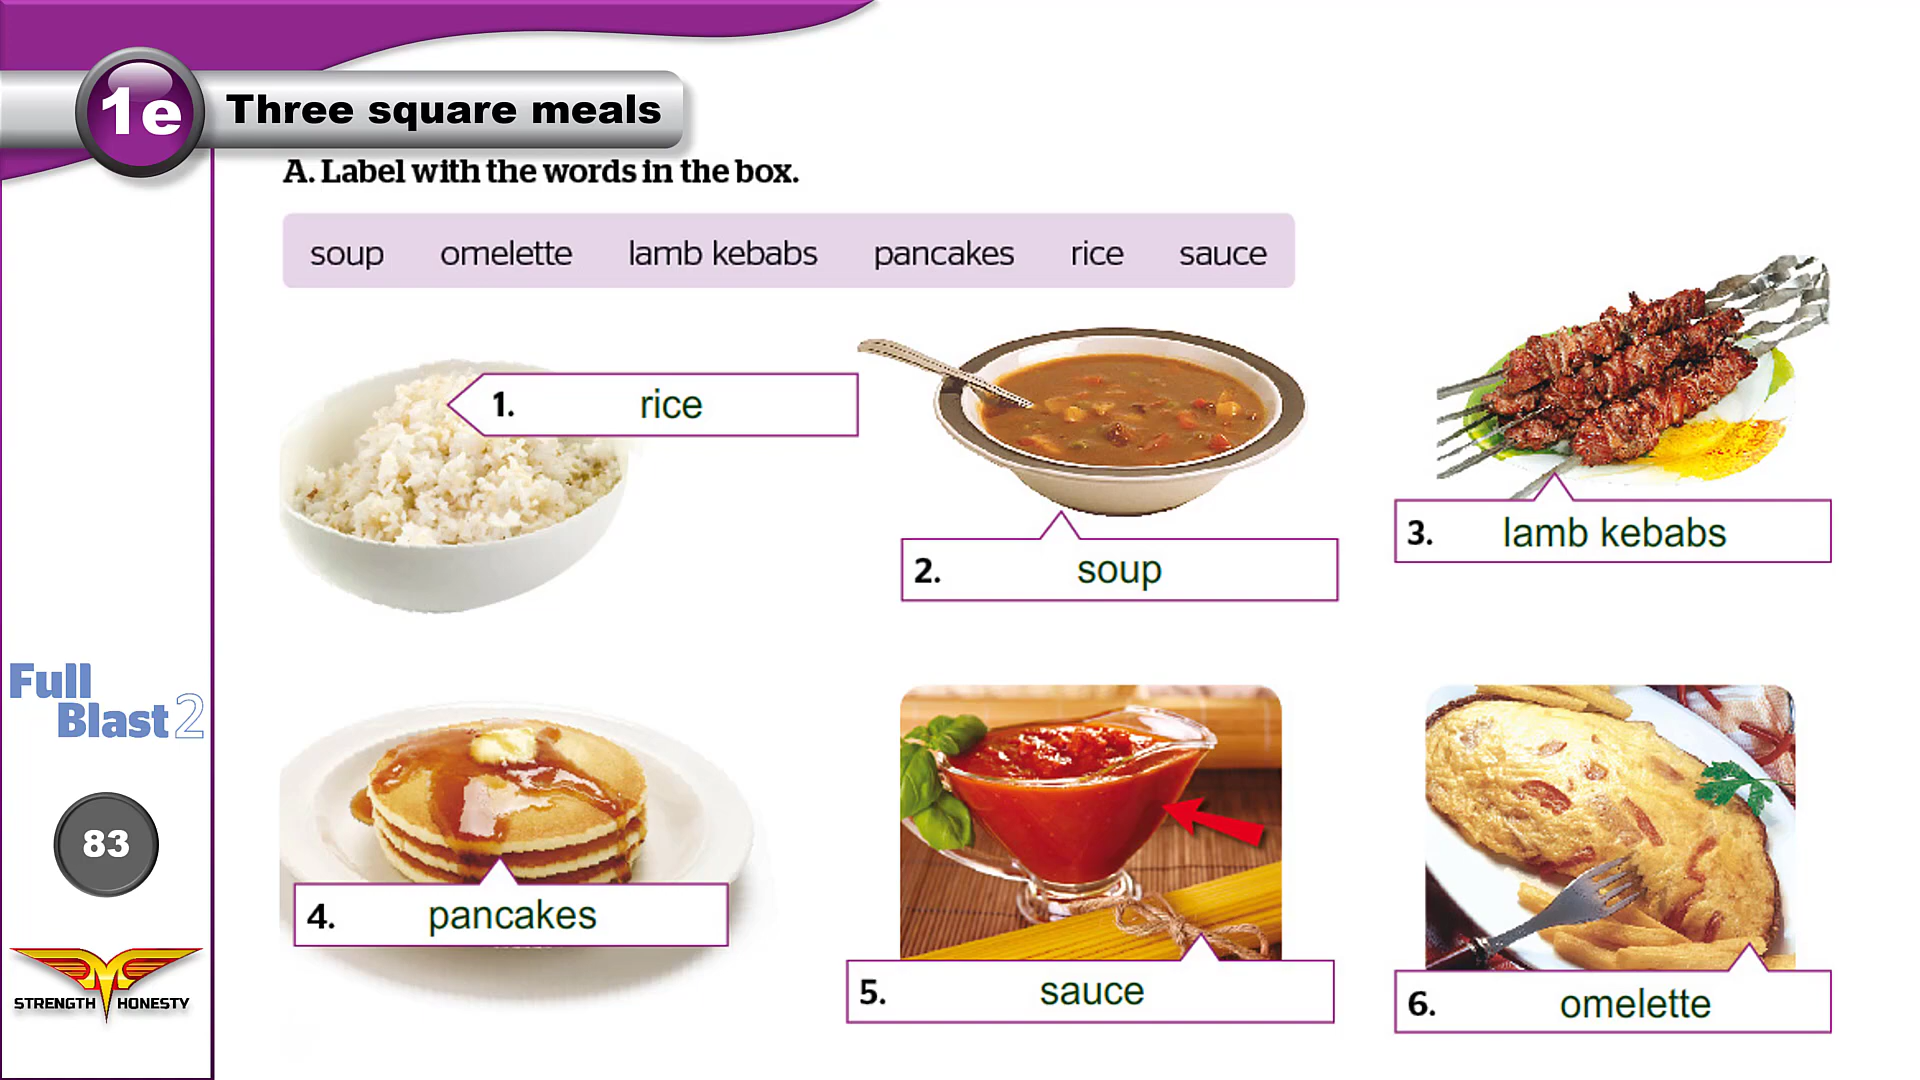 1e Three square meals
A. Label with the words in the box.
soup omelette lamb kebabs pancakes rice sauce
1. rice
2. soup
3. lamb kebabs
4. pancakes
5. sauce
6. omelette
Full
Blast 2
83
STRENGTH HONESTY